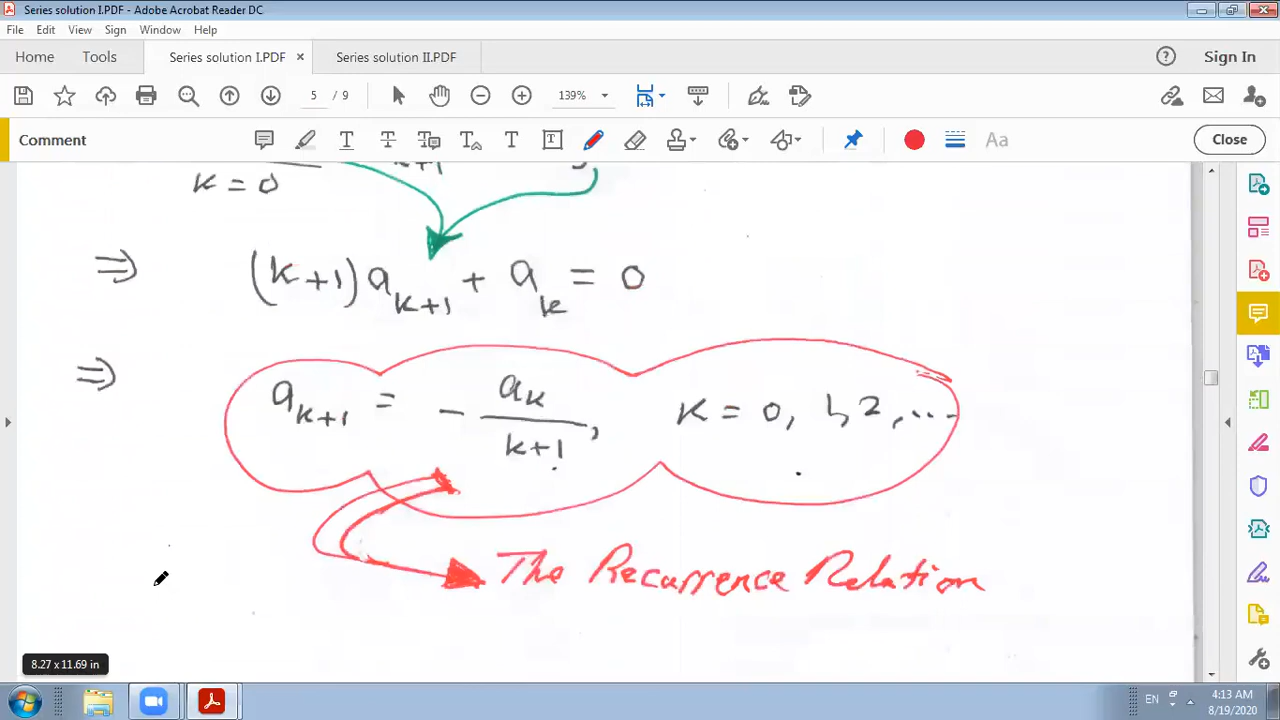 Series solution I.PDF - Adobe Acrobat Reader DC
File Edit View Sign Window Help
Home Tools Series solution I.PDF × Series solution II.PDF Sign In
5 / 9 139%
Comment Aa Close
k+1
k = 0
⇒ (k+1)a_{k+1} + a_k = 0
⇒ a_{k+1} = - a_k / k+1, k = 0, 1, 2, ...
The Recurrence Relation
8.27 x 11.69 in
EN 4:13 AM
8/19/2020